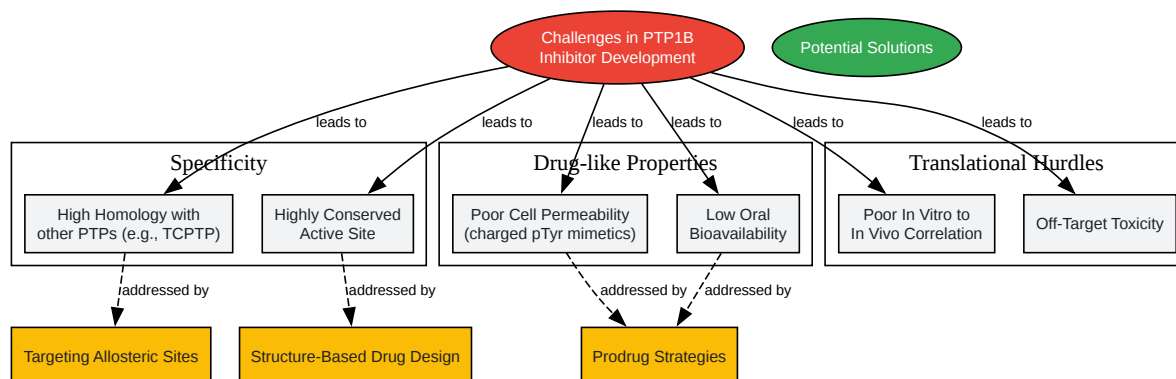 Challenges in PTP1B
Inhibitor Development
Potential Solutions
leads to
leads to
leads to
leads to
leads to
leads to
Specificity
Drug-like Properties
Translational Hurdles
High Homology with
other PTPs (e.g., TCPTP)
Highly Conserved
Active Site
Poor Cell Permeability
(charged pTyr mimetics)
Low Oral
Bioavailability
Poor In Vitro to
In Vivo Correlation
Off-Target Toxicity
addressed by
addressed by
addressed by
addressed by
Targeting Allosteric Sites
Structure-Based Drug Design
Prodrug Strategies